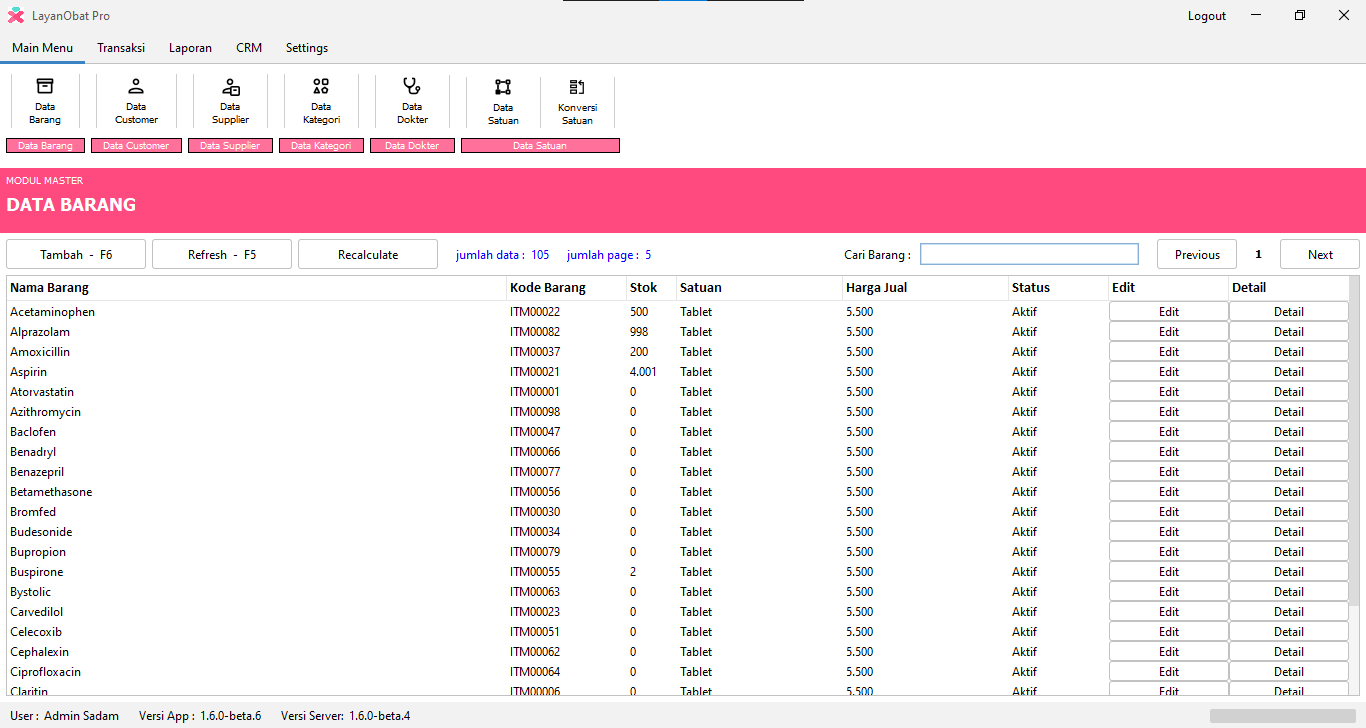 LayanObat Pro Logout
Main Menu Transaksi Laporan CRM Settings
Data Barang Data Customer Data Supplier Data Kategori Data Dokter Data Satuan Konversi Satuan
Data Barang Data Customer Data Supplier Data Kategori Data Dokter Data Satuan
MODUL MASTER
DATA BARANG
Tambah - F6 Refresh - F5 Recalculate jumlah data : 105 jumlah page : 5 Cari Barang : Previous 1 Next
Nama Barang Kode Barang Stok Satuan Harga Jual Status Edit Detail
Acetaminophen ITM00022 500 Tablet 5.500 Aktif Edit Detail
Alprazolam ITM00082 998 Tablet 5.500 Aktif Edit Detail
Amoxicillin ITM00037 200 Tablet 5.500 Aktif Edit Detail
Aspirin ITM00021 4.001 Tablet 5.500 Aktif Edit Detail
Atorvastatin ITM00001 0 Tablet 5.500 Aktif Edit Detail
Azithromycin ITM00098 0 Tablet 5.500 Aktif Edit Detail
Baclofen ITM00047 0 Tablet 5.500 Aktif Edit Detail
Benadryl ITM00066 0 Tablet 5.500 Aktif Edit Detail
Benazepril ITM00077 0 Tablet 5.500 Aktif Edit Detail
Betamethasone ITM00056 0 Tablet 5.500 Aktif Edit Detail
Bromfed ITM00030 0 Tablet 5.500 Aktif Edit Detail
Budesonide ITM00034 0 Tablet 5.500 Aktif Edit Detail
Bupropion ITM00079 0 Tablet 5.500 Aktif Edit Detail
Buspirone ITM00055 2 Tablet 5.500 Aktif Edit Detail
Bystolic ITM00063 0 Tablet 5.500 Aktif Edit Detail
Carvedilol ITM00023 0 Tablet 5.500 Aktif Edit Detail
Celecoxib ITM00051 0 Tablet 5.500 Aktif Edit Detail
Cephalexin ITM00062 0 Tablet 5.500 Aktif Edit Detail
Ciprofloxacin ITM00064 0 Tablet 5.500 Aktif Edit Detail
Claritin ITM00006 0 Tablet 5.500 Aktif Edit Detail
User : Admin Sadam Versi App : 1.6.0-beta.6 Versi Server: 1.6.0-beta.4